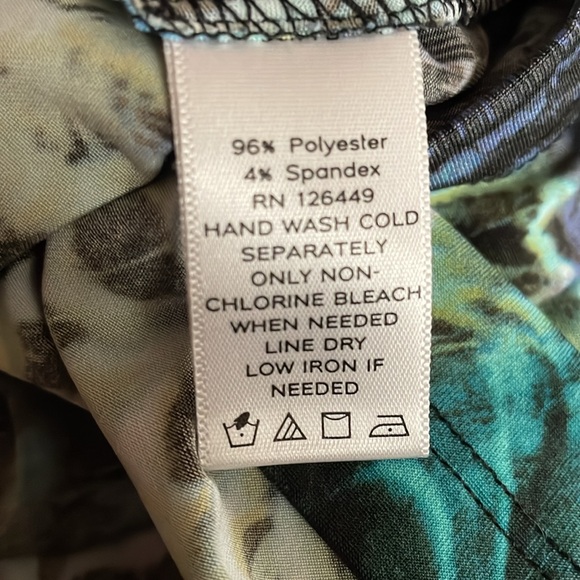 96% Polyester
4% Spandex
RN 126449
HAND WASH COLD
SEPARATELY
ONLY NON-
CHLORINE BLEACH
WHEN NEEDED
LINE DRY
LOW IRON IF
NEEDED